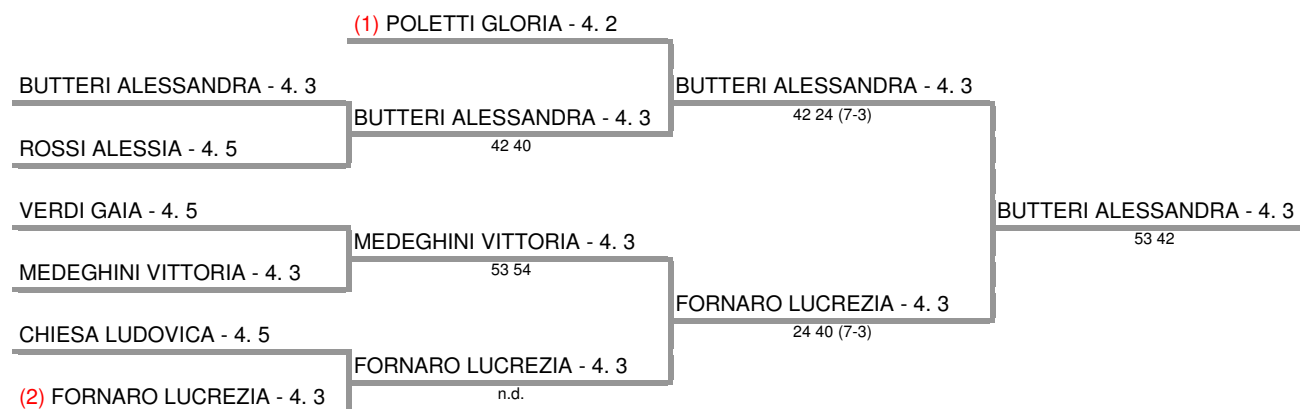 (1) POLETTI GLORIA - 4. 2
BUTTERI ALESSANDRA - 4. 3
BUTTERI ALESSANDRA - 4. 3
BUTTERI ALESSANDRA - 4. 3
42 24 (7-3)
ROSSI ALESSIA - 4. 5
42 40
VERDI GAIA - 4. 5
BUTTERI ALESSANDRA - 4. 3
53 42
MEDEGHINI VITTORIA - 4. 3
53 54
MEDEGHINI VITTORIA - 4. 3
FORNARO LUCREZIA - 4. 3
24 40 (7-3)
CHIESA LUDOVICA - 4. 5
FORNARO LUCREZIA - 4. 3
n.d.
(2) FORNARO LUCREZIA - 4. 3